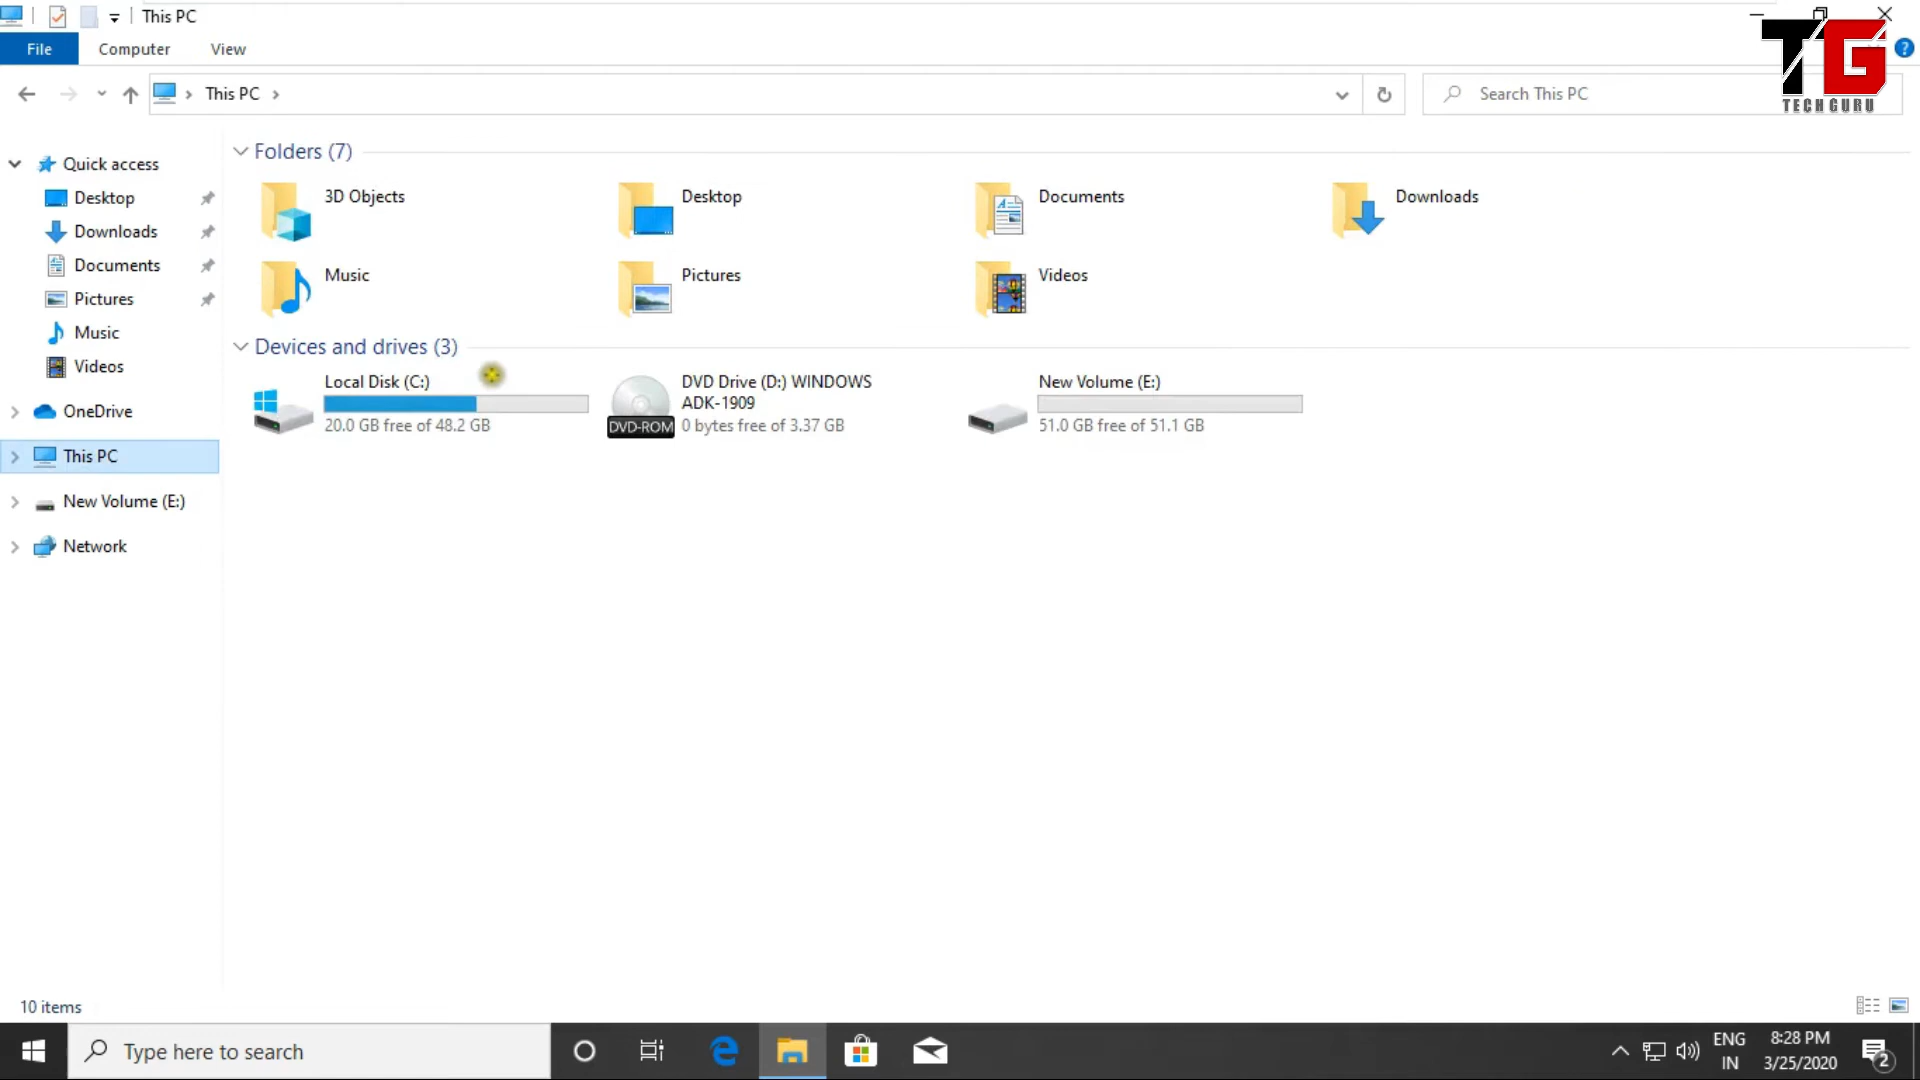 This PC
File Computer View
This PC
Search This PC
TG
TECH GURU
Quick access
Desktop
Downloads
Documents
Pictures
Music
Videos
OneDrive
This PC
New Volume (E:)
Network
Folders (7)
3D Objects
Desktop
Documents
Downloads
Music
Pictures
Videos
Devices and drives (3)
Local Disk (C:)
20.0 GB free of 48.2 GB
DVD-ROM
DVD Drive (D:) WINDOWS
ADK-1909
0 bytes free of 3.37 GB
New Volume (E:)
51.0 GB free of 51.1 GB
10 items
Type here to search
ENG
IN
8:28 PM
3/25/2020
2